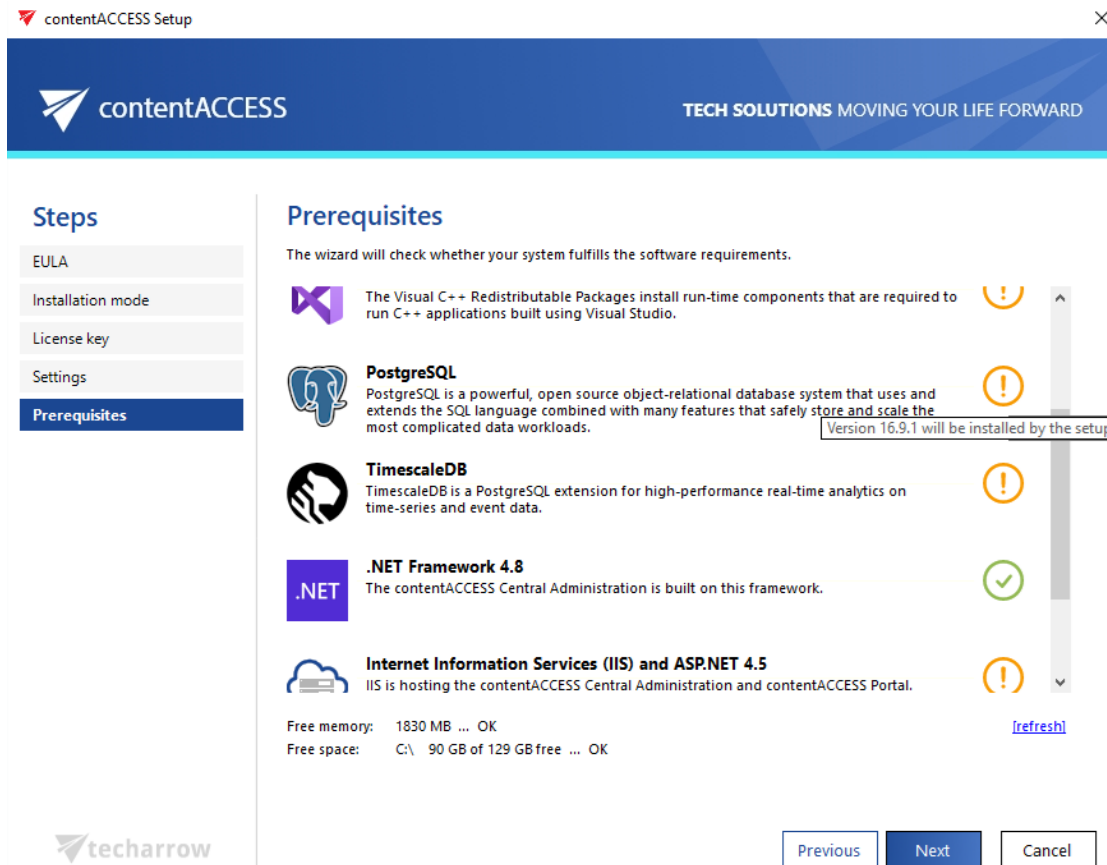 contentACCESS Setup
contentACCESS
TECH SOLUTIONS MOVING YOUR LIFE FORWARD
Steps
EULA
Installation mode
License key
Settings
Prerequisites
Prerequisites
The wizard will check whether your system fulfills the software requirements.
The Visual C++ Redistributable Packages install run-time components that are required to
run C++ applications built using Visual Studio.
PostgreSQL
PostgreSQL is a powerful, open source object-relational database system that uses and
extends the SQL language combined with many features that safely store and scale the
most complicated data workloads.
Version 16.9.1 will be installed by the setup
TimescaleDB
TimescaleDB is a PostgreSQL extension for high-performance real-time analytics on
time-series and event data.
.NET
.NET Framework 4.8
The contentACCESS Central Administration is built on this framework.
Internet Information Services (IIS) and ASP.NET 4.5
IIS is hosting the contentACCESS Central Administration and contentACCESS Portal.
Free memory: 1830 MB ... OK
[refresh]
Free space: C:\ 90 GB of 129 GB free ... OK
techarrow
Previous
Next
Cancel